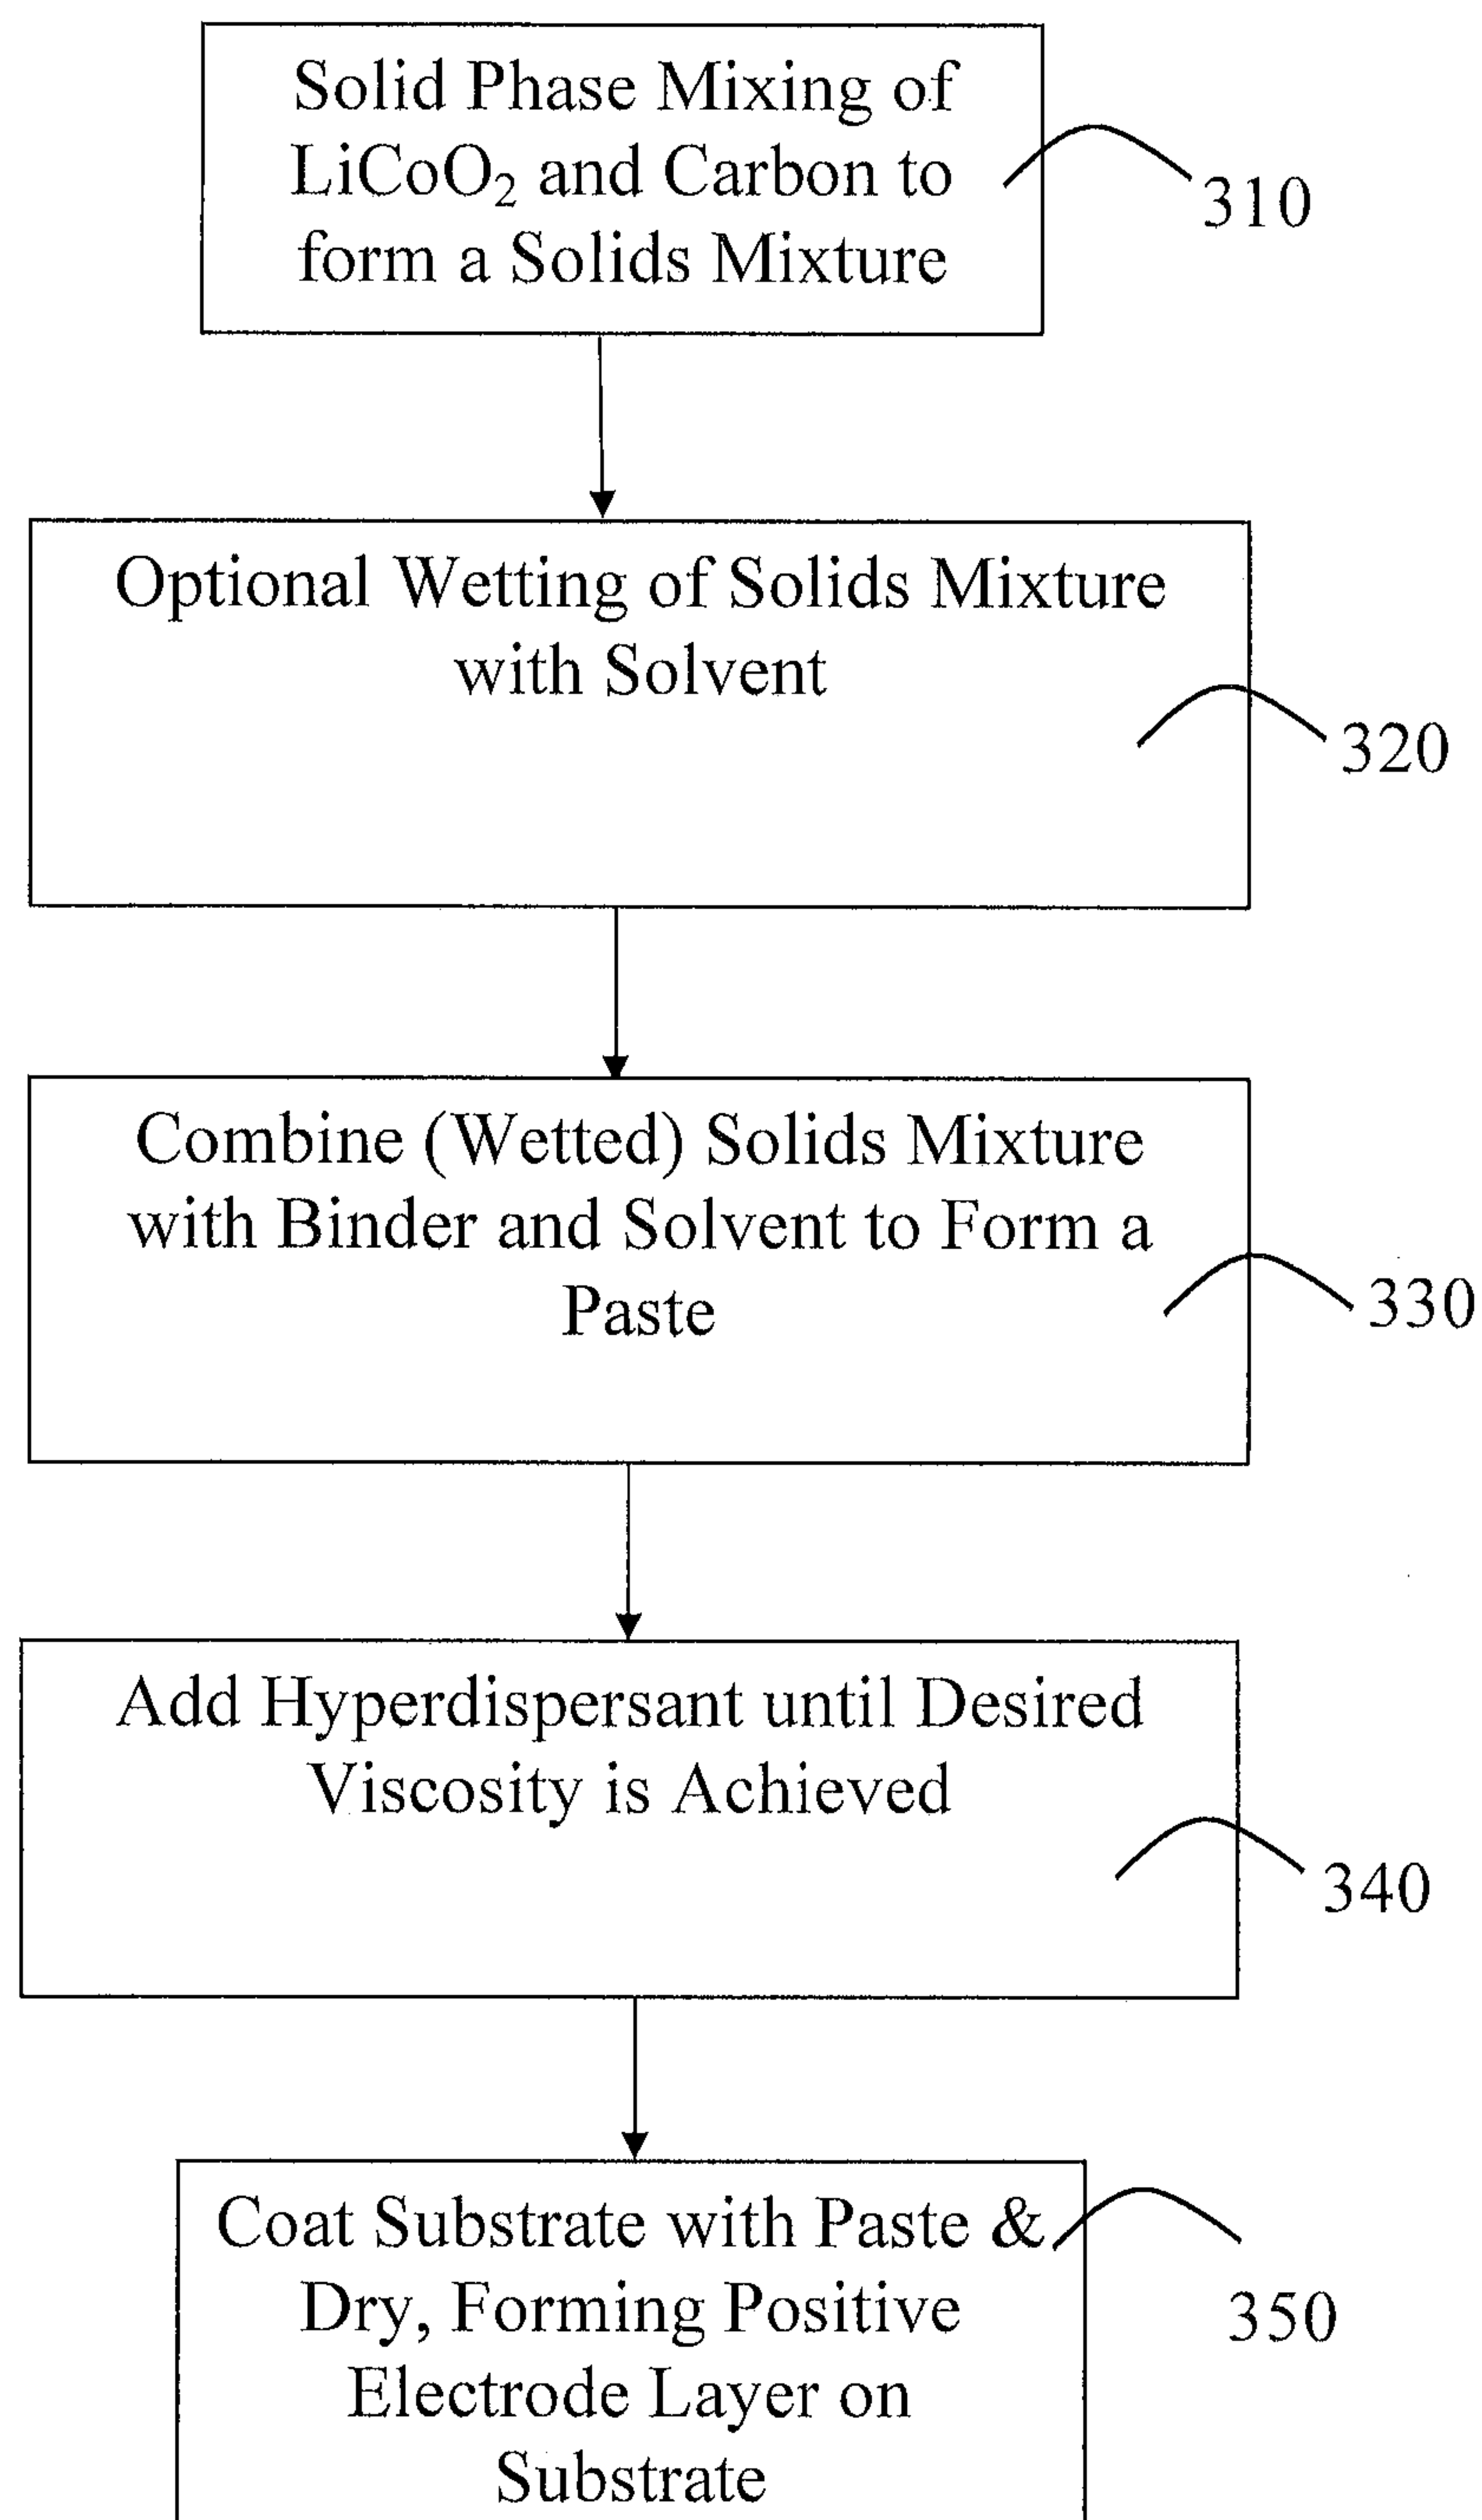 Solid Phase Mixing of
LiCoO₂ and Carbon to
form a Solids Mixture
310
Optional Wetting of Solids Mixture
with Solvent
320
Combine (Wetted) Solids Mixture
with Binder and Solvent to Form a
Paste
330
Add Hyperdispersant until Desired
Viscosity is Achieved
340
Coat Substrate with Paste &
Dry, Forming Positive
Electrode Layer on
Substrate
350